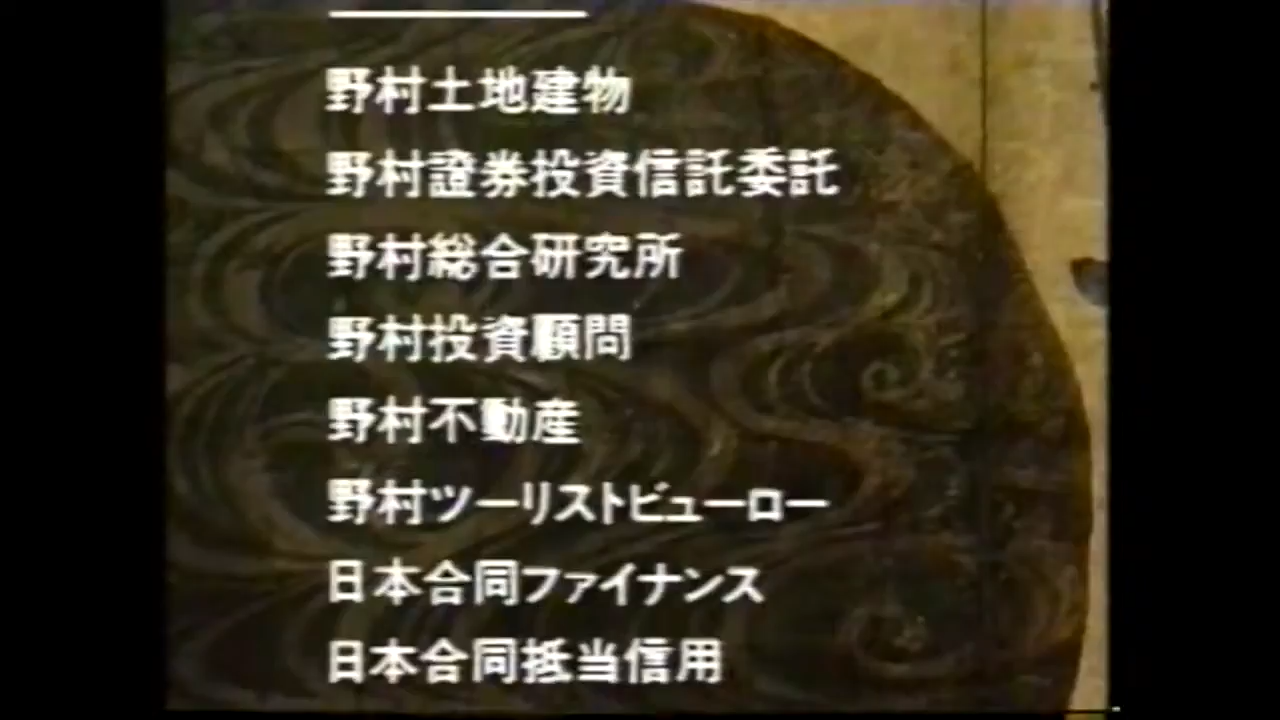 野村土地建物
野村證券投資信託委託
野村総合研究所
野村投資顧問
野村不動産
野村ツーリストビューロー
日本合同ファイナンス
日本合同抵当信用